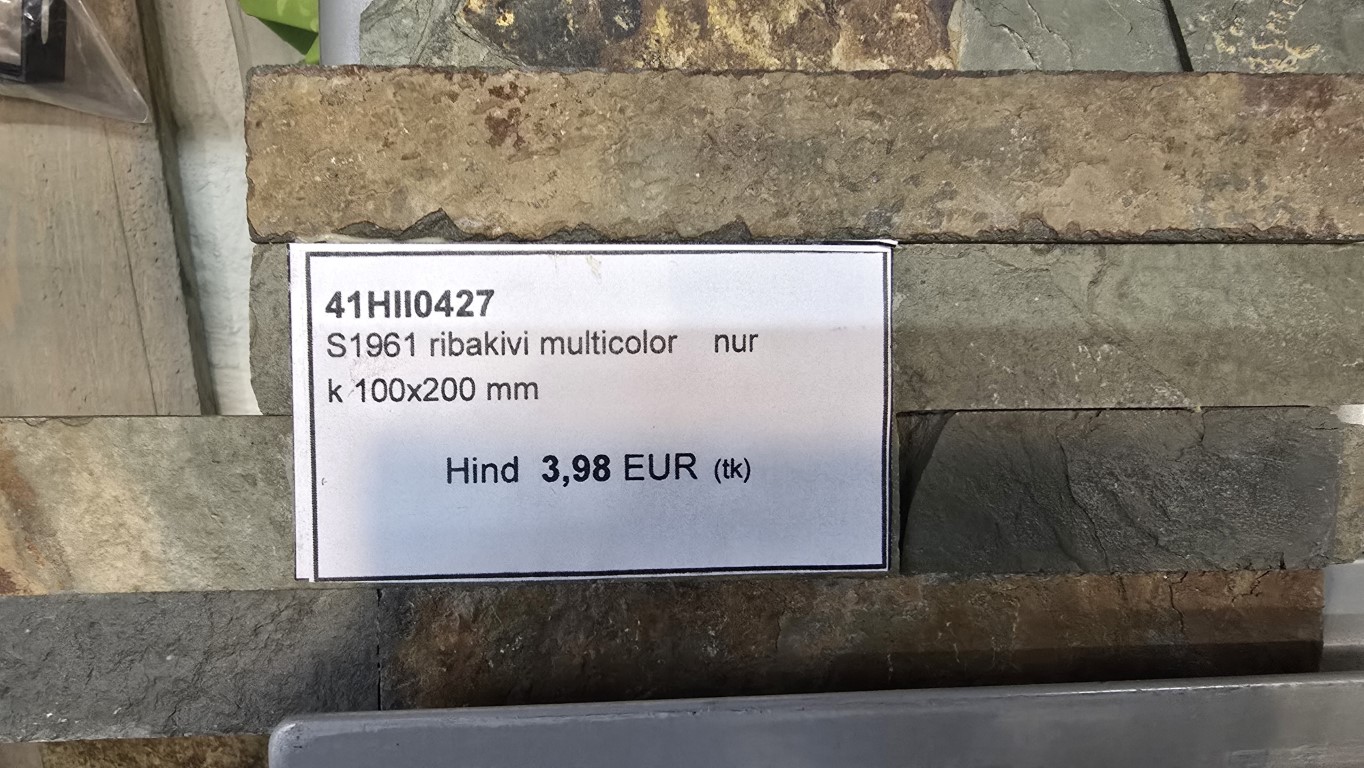 41HII0427
S1961 ribakivi multicolor nur
k 100x200 mm
Hind 3,98 EUR (tk)